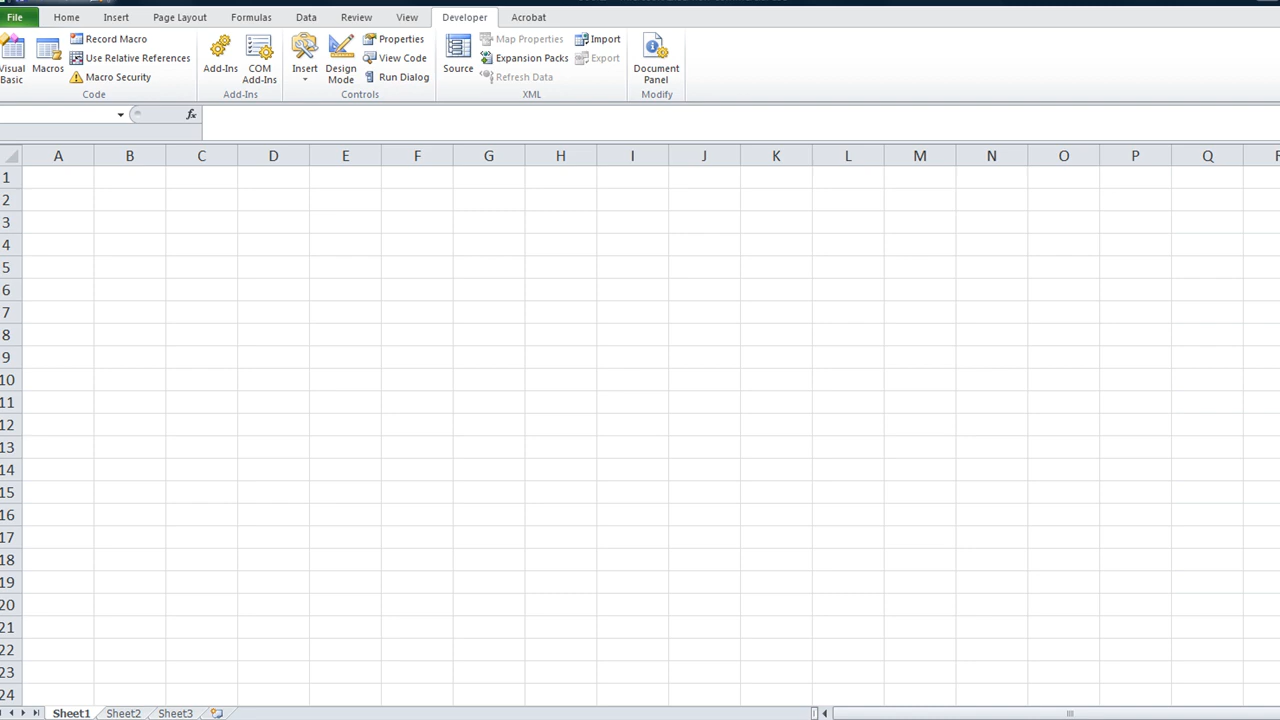 File Home Insert Page Layout Formulas Data Review View Developer Acrobat
Visual Basic Macros Record Macro Use Relative References Macro Security
Add-Ins COM Add-Ins
Insert Design Mode Properties View Code Run Dialog
Source Map Properties Expansion Packs Refresh Data Import Export
Document Panel
Code Add-Ins Controls XML Modify
fx
A B C D E F G H I J K L M N O P Q
1
2
3
4
5
6
7
8
9
10
11
12
13
14
15
16
17
18
19
20
21
22
23
24
Sheet1 Sheet2 Sheet3